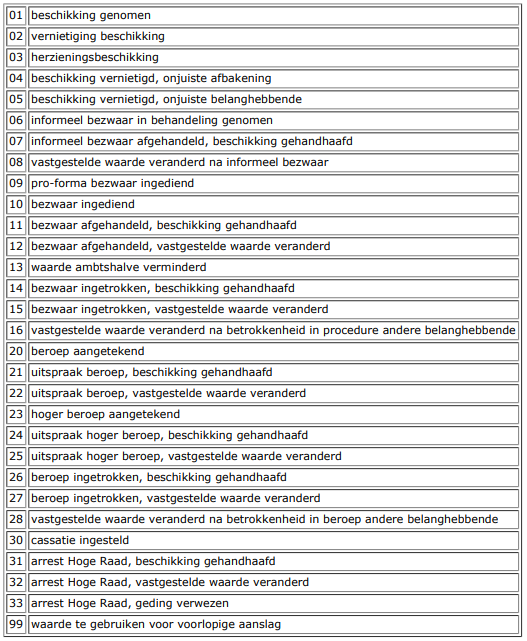 01 beschikking genomen
02 vernietiging beschikking
03 herzieningsbeschikking
04 beschikking vernietigd, onjuiste afbakening
05 beschikking vernietigd, onjuiste belanghebbende
06 informeel bezwaar in behandeling genomen
07 informeel bezwaar afgehandeld, beschikking gehandhaafd
08 vastgestelde waarde veranderd na informeel bezwaar
09 pro-forma bezwaar ingediend
10 bezwaar ingediend
11 bezwaar afgehandeld, beschikking gehandhaafd
12 bezwaar afgehandeld, vastgestelde waarde veranderd
13 waarde ambtshalve verminderd
14 bezwaar ingetrokken, beschikking gehandhaafd
15 bezwaar ingetrokken, vastgestelde waarde veranderd
16 vastgestelde waarde veranderd na betrokkenheid in procedure andere belanghebbende
20 beroep aangetekend
21 uitspraak beroep, beschikking gehandhaafd
22 uitspraak beroep, vastgestelde waarde veranderd
23 hoger beroep aangetekend
24 uitspraak hoger beroep, beschikking gehandhaafd
25 uitspraak hoger beroep, vastgestelde waarde veranderd
26 beroep ingetrokken, beschikking gehandhaafd
27 beroep ingetrokken, vastgestelde waarde veranderd
28 vastgestelde waarde veranderd na betrokkenheid in beroep andere belanghebbende
30 cassatie ingesteld
31 arrest Hoge Raad, beschikking gehandhaafd
32 arrest Hoge Raad, vastgestelde waarde veranderd
33 arrest Hoge Raad, geding verwezen
99 waarde te gebruiken voor voorlopige aanslag